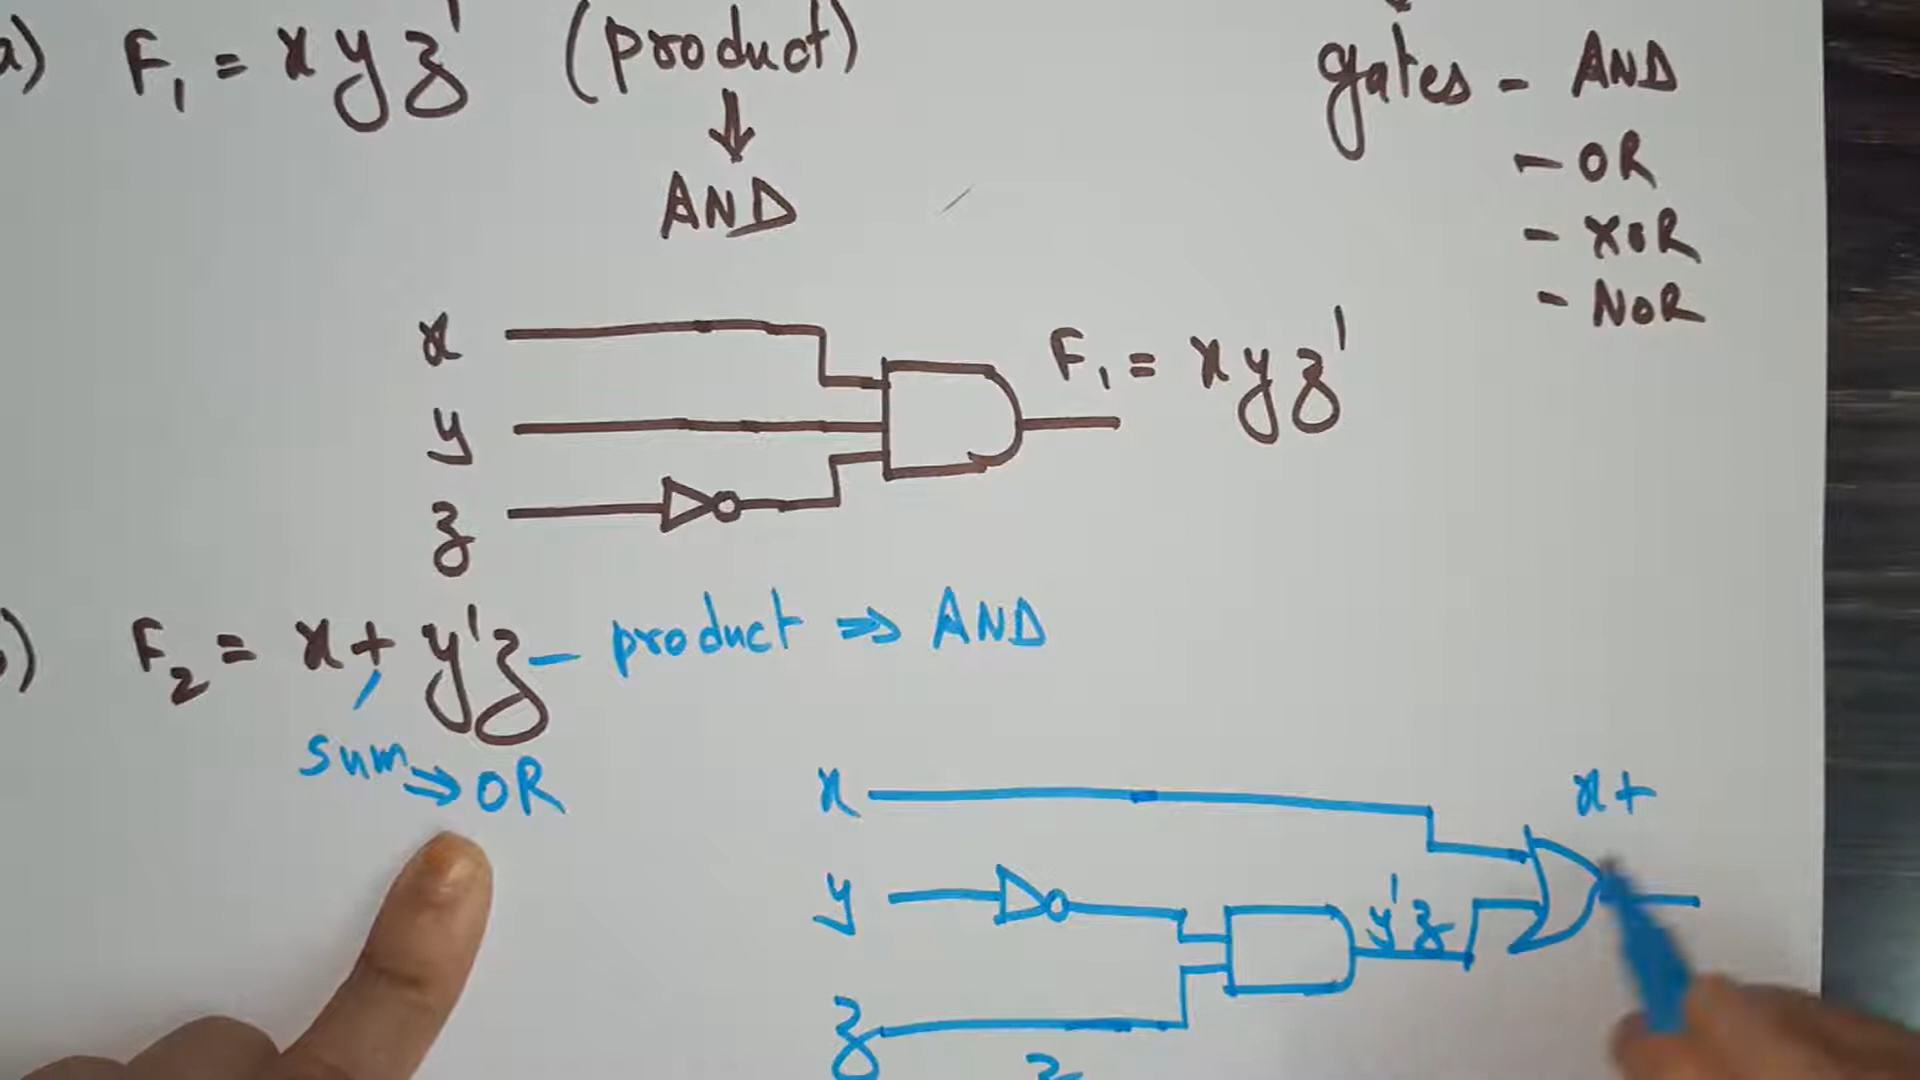 a) F₁ = xyz' (product)
↓
AND
gates - AND
- OR
- XOR
- NOR
x
y
z
F₁ = xyz'
) F₂ = x + y'z - product ⇒ AND
sum ⇒ OR
x
y
z
y'z
x +